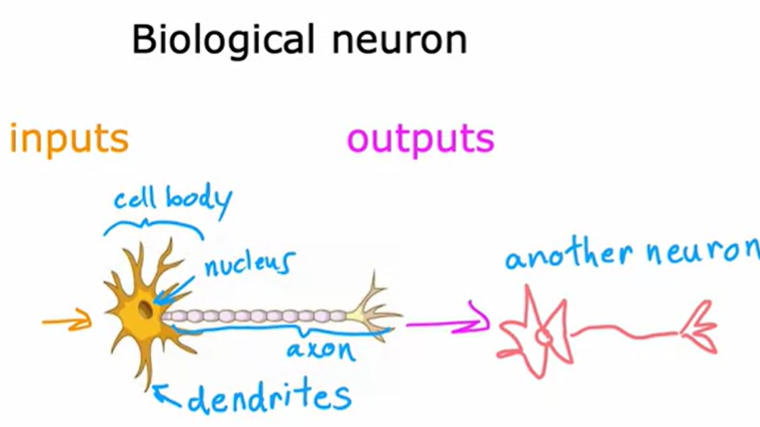 Biological neuron
inputs
outputs
cell body
nucleus
another neuron
axon
dendrites